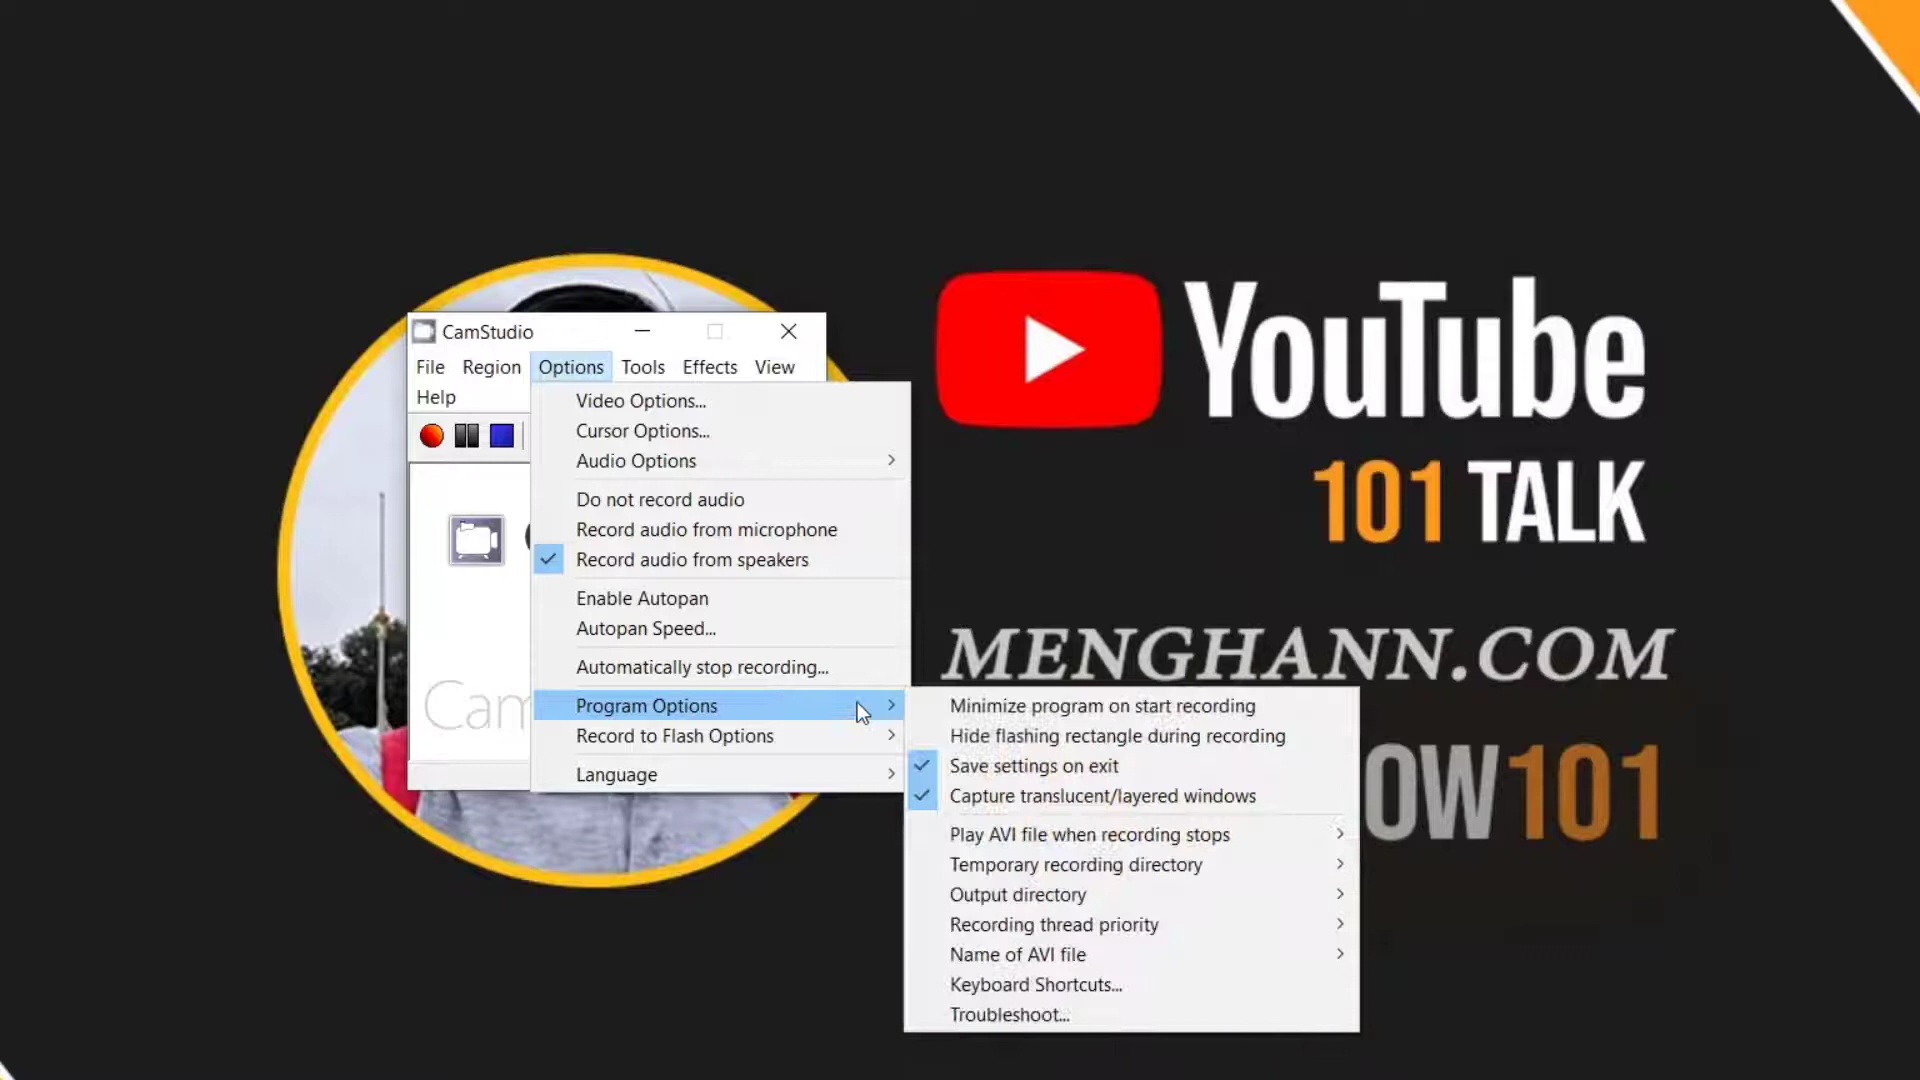 CamStudio
File Region Options Tools Effects View
Help
Video Options...
Cursor Options...
Audio Options
Do not record audio
Record audio from microphone
Record audio from speakers
Enable Autopan
Autopan Speed...
Automatically stop recording...
Program Options
Record to Flash Options
Language
Cam
Minimize program on start recording
Hide flashing rectangle during recording
Save settings on exit
Capture translucent/layered windows
Play AVI file when recording stops
Temporary recording directory
Output directory
Recording thread priority
Name of AVI file
Keyboard Shortcuts...
Troubleshoot...
YouTube
101 TALK
MENGHANN.COM
OW101